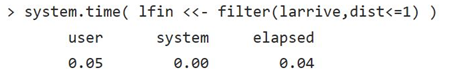 > system.time( lfin <<- filter(larrive,dist<=1) )
user system elapsed
0.05 0.00 0.04